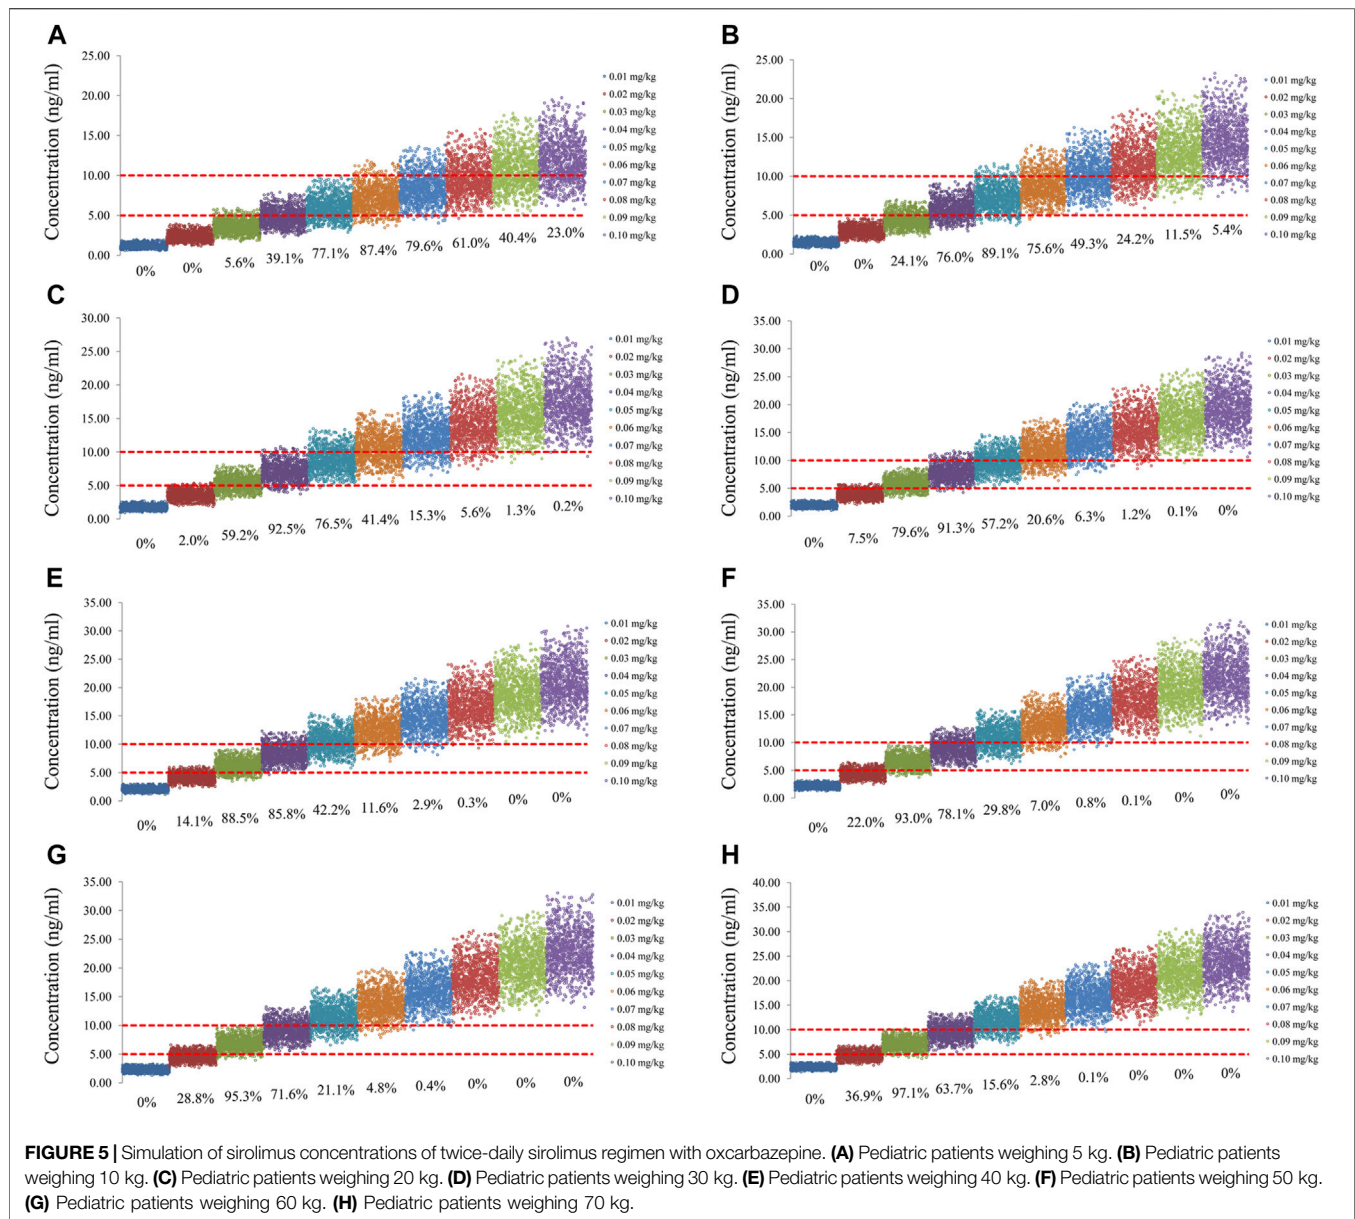 A
Concentration (ng/ml)
25.00
20.00
15.00
10.00
5.00
0.00
0%
0%
5.6%
39.1%
77.1%
87.4%
79.6%
61.0%
40.4%
23.0%
0.01 mg/kg
0.02 mg/kg
0.03 mg/kg
0.04 mg/kg
0.05 mg/kg
0.06 mg/kg
0.07 mg/kg
0.08 mg/kg
0.09 mg/kg
0.10 mg/kg
B
Concentration (ng/ml)
25.00
20.00
15.00
10.00
5.00
0.00
0%
0%
24.1%
76.0%
89.1%
75.6%
49.3%
24.2%
11.5%
5.4%
0.01 mg/kg
0.02 mg/kg
0.03 mg/kg
0.04 mg/kg
0.05 mg/kg
0.06 mg/kg
0.07 mg/kg
0.08 mg/kg
0.09 mg/kg
0.10 mg/kg
C
Concentration (ng/ml)
30.00
25.00
20.00
15.00
10.00
5.00
0.00
0%
2.0%
59.2%
92.5%
76.5%
41.4%
15.3%
5.6%
1.3%
0.2%
0.01 mg/kg
0.02 mg/kg
0.03 mg/kg
0.04 mg/kg
0.05 mg/kg
0.06 mg/kg
0.07 mg/kg
0.08 mg/kg
0.09 mg/kg
0.10 mg/kg
D
Concentration (ng/ml)
35.00
30.00
25.00
20.00
15.00
10.00
5.00
0.00
0%
7.5%
79.6%
91.3%
57.2%
20.6%
6.3%
1.2%
0.1%
0%
0.01 mg/kg
0.02 mg/kg
0.03 mg/kg
0.04 mg/kg
0.05 mg/kg
0.06 mg/kg
0.07 mg/kg
0.08 mg/kg
0.09 mg/kg
0.10 mg/kg
E
Concentration (ng/ml)
35.00
30.00
25.00
20.00
15.00
10.00
5.00
0.00
0%
14.1%
88.5%
85.8%
42.2%
11.6%
2.9%
0.3%
0%
0%
0.01 mg/kg
0.02 mg/kg
0.03 mg/kg
0.04 mg/kg
0.05 mg/kg
0.06 mg/kg
0.07 mg/kg
0.08 mg/kg
0.09 mg/kg
0.10 mg/kg
F
Concentration (ng/ml)
35.00
30.00
25.00
20.00
15.00
10.00
5.00
0.00
0%
22.0%
93.0%
78.1%
29.8%
7.0%
0.8%
0.1%
0%
0%
0.01 mg/kg
0.02 mg/kg
0.03 mg/kg
0.04 mg/kg
0.05 mg/kg
0.06 mg/kg
0.07 mg/kg
0.08 mg/kg
0.09 mg/kg
0.10 mg/kg
G
Concentration (ng/ml)
35.00
30.00
25.00
20.00
15.00
10.00
5.00
0.00
0%
28.8%
95.3%
71.6%
21.1%
4.8%
0.4%
0%
0%
0%
0.01 mg/kg
0.02 mg/kg
0.03 mg/kg
0.04 mg/kg
0.05 mg/kg
0.06 mg/kg
0.07 mg/kg
0.08 mg/kg
0.09 mg/kg
0.10 mg/kg
H
Concentration (ng/ml)
40.00
35.00
30.00
25.00
20.00
15.00
10.00
5.00
0.00
0%
36.9%
97.1%
63.7%
15.6%
2.8%
0.1%
0%
0%
0%
0.01 mg/kg
0.02 mg/kg
0.03 mg/kg
0.04 mg/kg
0.05 mg/kg
0.06 mg/kg
0.07 mg/kg
0.08 mg/kg
0.09 mg/kg
0.10 mg/kg
FIGURE 5 | Simulation of sirolimus concentrations of twice-daily sirolimus regimen with oxcarbazepine. (A) Pediatric patients weighing 5 kg. (B) Pediatric patients
weighing 10 kg. (C) Pediatric patients weighing 20 kg. (D) Pediatric patients weighing 30 kg. (E) Pediatric patients weighing 40 kg. (F) Pediatric patients weighing 50 kg.
(G) Pediatric patients weighing 60 kg. (H) Pediatric patients weighing 70 kg.